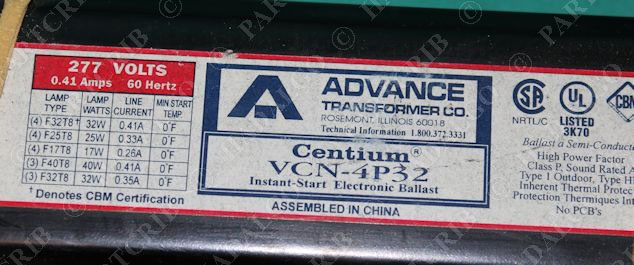 277 VOLTS
0.41 Amps 60 Hertz
LAMP TYPE LAMP WATTS LINE CURRENT MIN START TEMP
(4) F32T8† 32W 0.41A 0°F
(4) F25T8 25W 0.33A 0°F
(4) F17T8 17W 0.26A 0°F
(3) F40T8 40W 0.41A 0°F
(3) F32T8 32W 0.35A 0°F
† Denotes CBM Certification
ADVANCE
TRANSFORMER CO.
ROSEMONT, ILLINOIS 60018
Technical Information 1.800.372.3331
Centium®
VCN-4P32
Instant-Start Electronic Ballast
ASSEMBLED IN CHINA
SA
NRTL/C
UL
LISTED
3K70
CBM
Ballast a Semi-Conduct
High Power Factor
Class P, Sound Rated A
Type 1 Outdoor, Type H
Inherent Thermal Protec
Protection Thermiques In
No PCB's